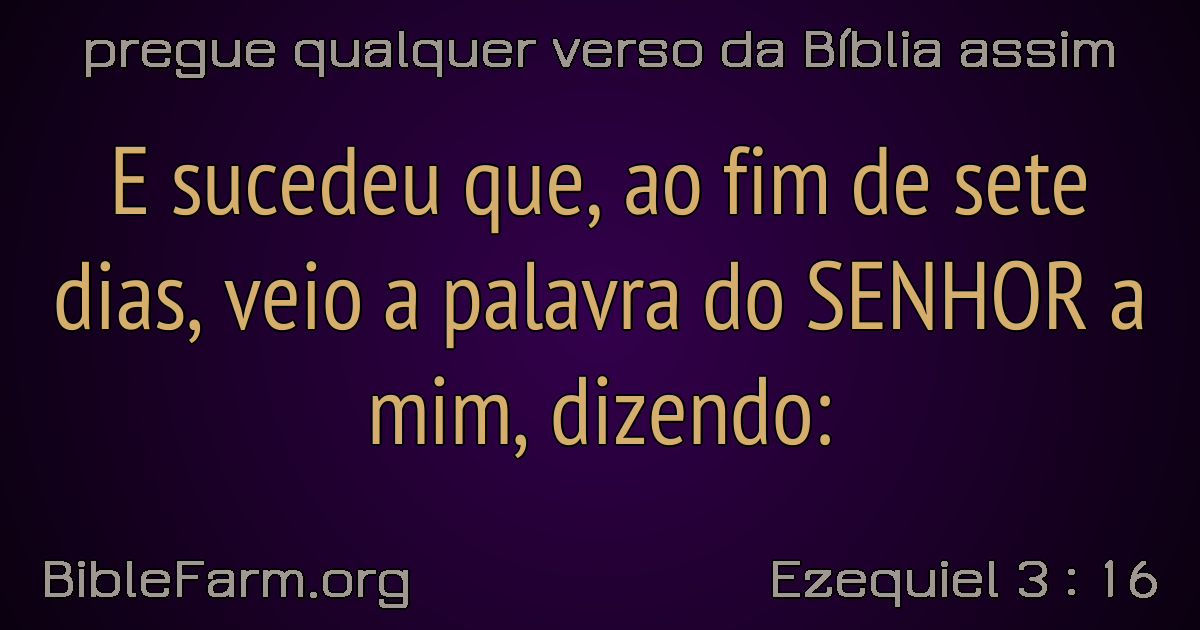 pregue qualquer verso da Bíblia assim
E sucedeu que, ao fim de sete
dias, veio a palavra do SENHOR a
mim, dizendo:
BibleFarm.org
Ezequiel 3 : 16